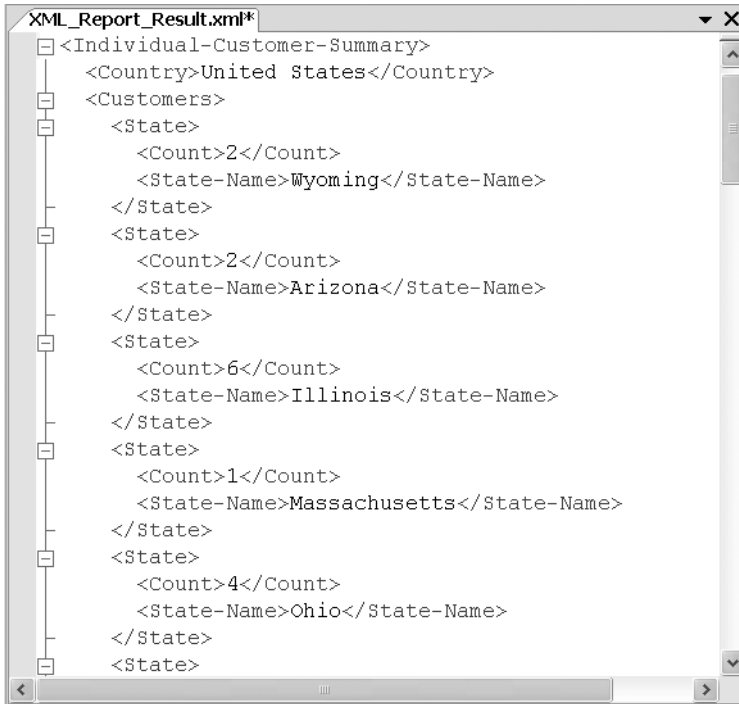 XML_Report_Result.xml*
<Individual-Customer-Summary>
<Country>United States</Country>
<Customers>
<State>
<Count>2</Count>
<State-Name>Wyoming</State-Name>
</State>
<State>
<Count>2</Count>
<State-Name>Arizona</State-Name>
</State>
<State>
<Count>6</Count>
<State-Name>Illinois</State-Name>
</State>
<State>
<Count>1</Count>
<State-Name>Massachusetts</State-Name>
</State>
<State>
<Count>4</Count>
<State-Name>Ohio</State-Name>
</State>
<State>